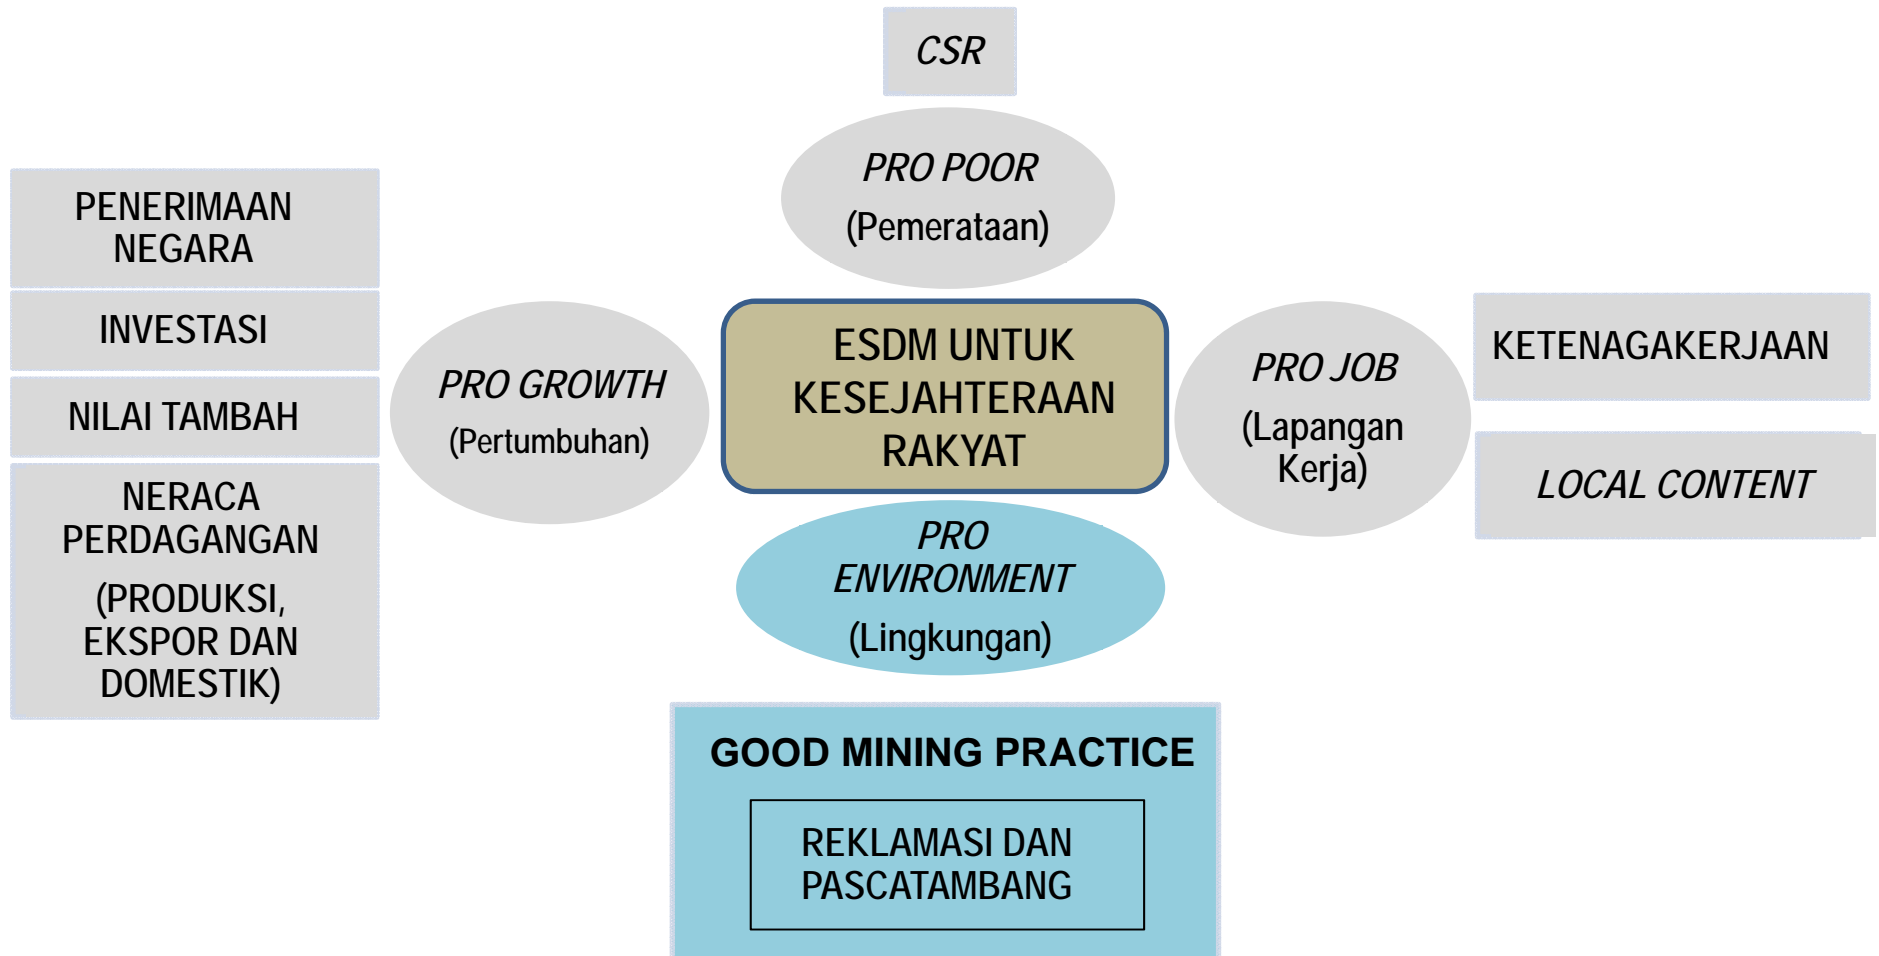 CSR
PRO POOR
(Pemerataan)
PENERIMAAN
NEGARA
INVESTASI
NILAI TAMBAH
NERACA
PERDAGANGAN
(PRODUKSI,
EKSPOR DAN
DOMESTIK)
PRO GROWTH
(Pertumbuhan)
ESDM UNTUK
KESEJAHTERAAN
RAKYAT
PRO JOB
(Lapangan
Kerja)
KETENAGAKERJAAN
LOCAL CONTENT
PRO
ENVIRONMENT
(Lingkungan)
GOOD MINING PRACTICE
REKLAMASI DAN
PASCATAMBANG